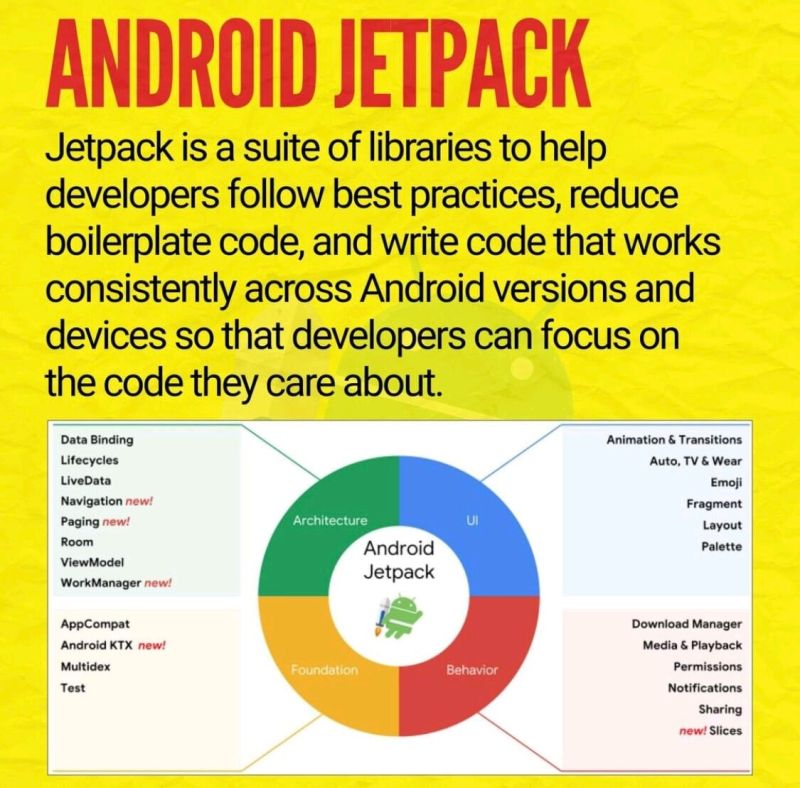 ANDROID JETPACK
Jetpack is a suite of libraries to help
developers follow best practices, reduce
boilerplate code, and write code that works
consistently across Android versions and
devices so that developers can focus on
the code they care about.
Data Binding
Lifecycles
LiveData
Navigation new!
Paging new!
Room
ViewModel
WorkManager new!
Animation & Transitions
Auto, TV & Wear
Emoji
Fragment
Layout
Palette
Architecture
UI
Android
Jetpack
Foundation
Behavior
AppCompat
Android KTX new!
Multidex
Test
Download Manager
Media & Playback
Permissions
Notifications
Sharing
new! Slices